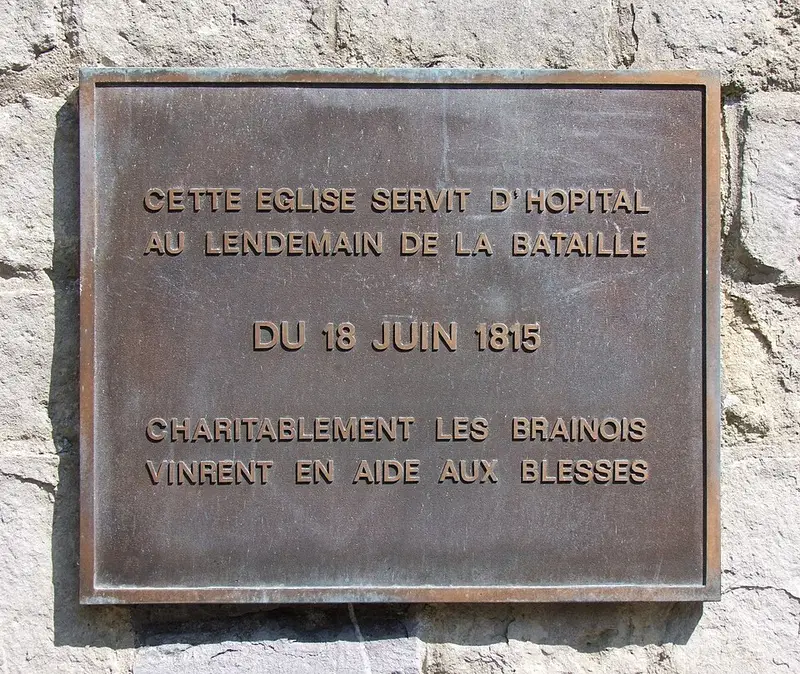 CETTE EGLISE SERVIT D'HOPITAL
AU LENDEMAIN DE LA BATAILLE
DU 18 JUIN 1815
CHARITABLEMENT LES BRAINOIS
VINRENT EN AIDE AUX BLESSES